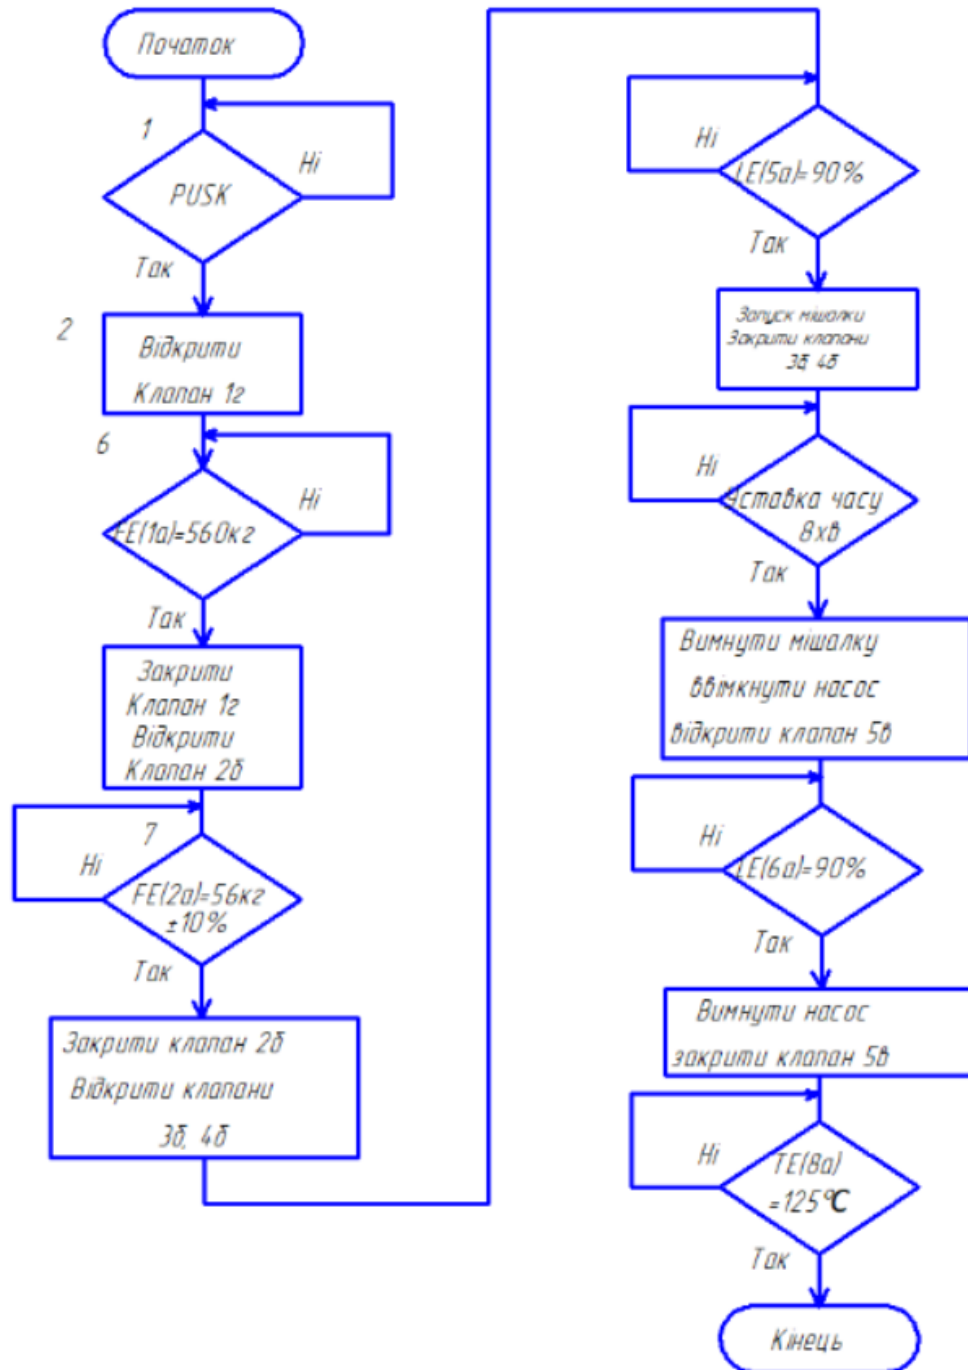 Початок
1
Ні
PUSK
Так
2
Відкрити
Клапан 1г
6
Ні
FE(1а)=560кг
Так
Закрити
Клапан 1г
Відкрити
Клапан 2б
7
Ні
FE(2а)=56кг
±10%
Так
Закрити клапан 2б
Відкрити клапани
3б, 4б
Ні
LE(5а)=90%
Так
Запуск мішалки
Закрити клапани
3б, 4б
Ні
Уставка часу
8хв
Так
Вимнути мішалку
ввімкнути насос
відкрити клапан 5в
Ні
LE(6а)=90%
Так
Вимнути насос
закрити клапан 5в
Ні
TE(8а)
=125°C
Так
Кінець